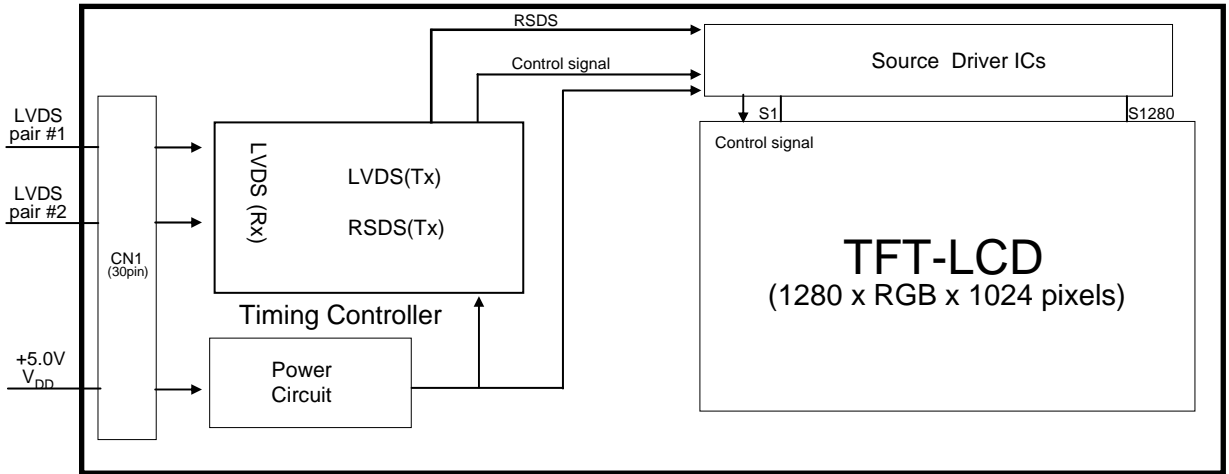 RSDS
Source Driver ICs
Control signal
LVDS
pair #1
S1
S1280
Control signal
LVDS (Rx)
LVDS(Tx)
LVDS
pair #2
RSDS(Tx)
CN1
(30pin)
TFT-LCD
(1280 x RGB x 1024 pixels)
Timing Controller
+5.0V
VDD
Power
Circuit